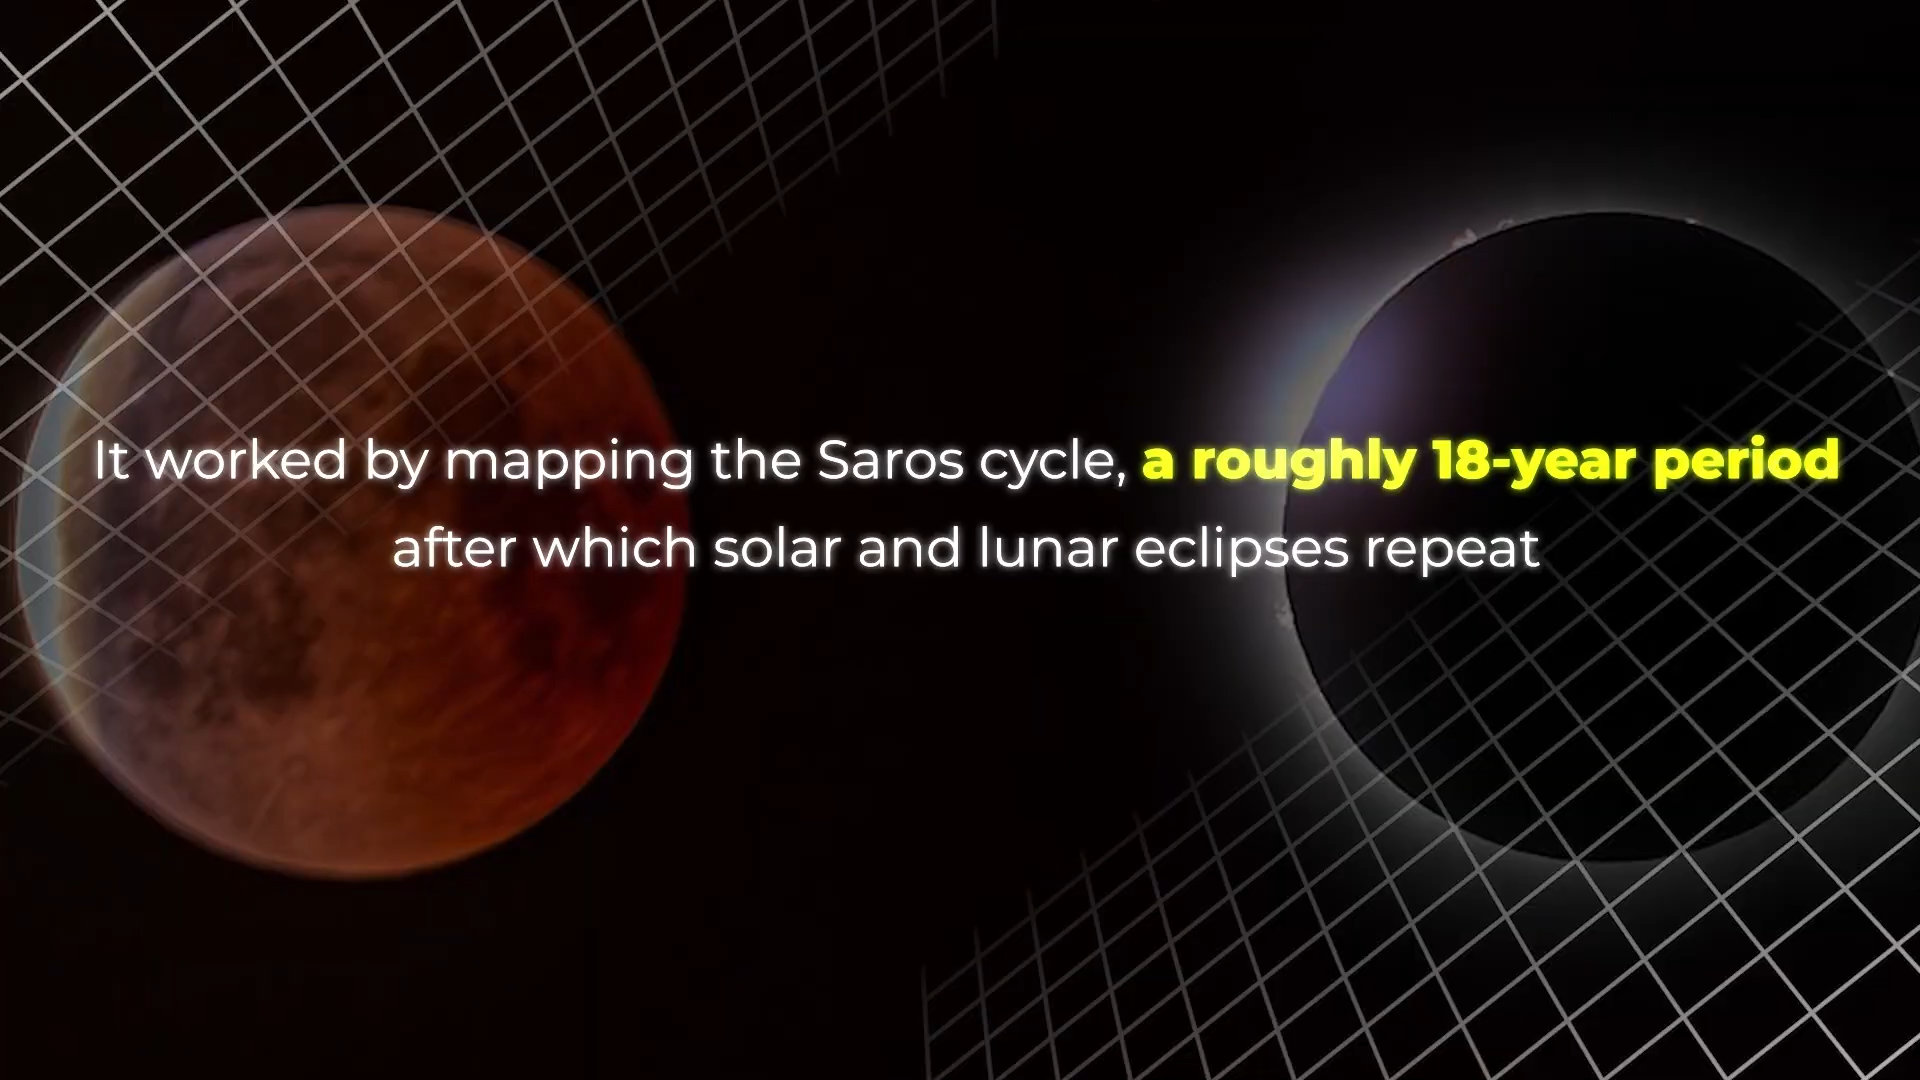 It worked by mapping the Saros cycle, a roughly 18-year period
after which solar and lunar eclipses repeat